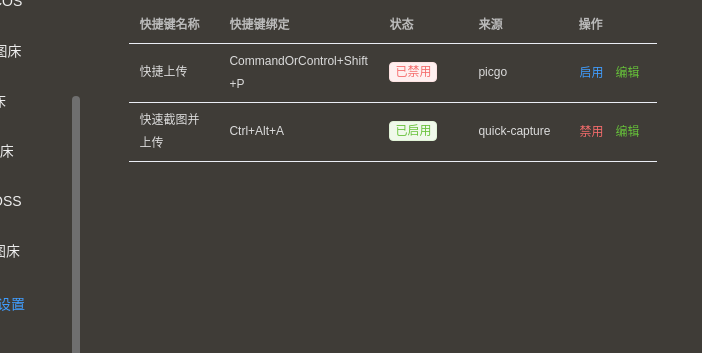 COS
快捷键名称 快捷键绑定 状态 来源 操作
图床
快捷上传 CommandOrControl+Shift
+P 已禁用 picgo 启用 编辑
床
快速截图并
上传 Ctrl+Alt+A 已启用 quick-capture 禁用 编辑
床
OSS
图床
设置